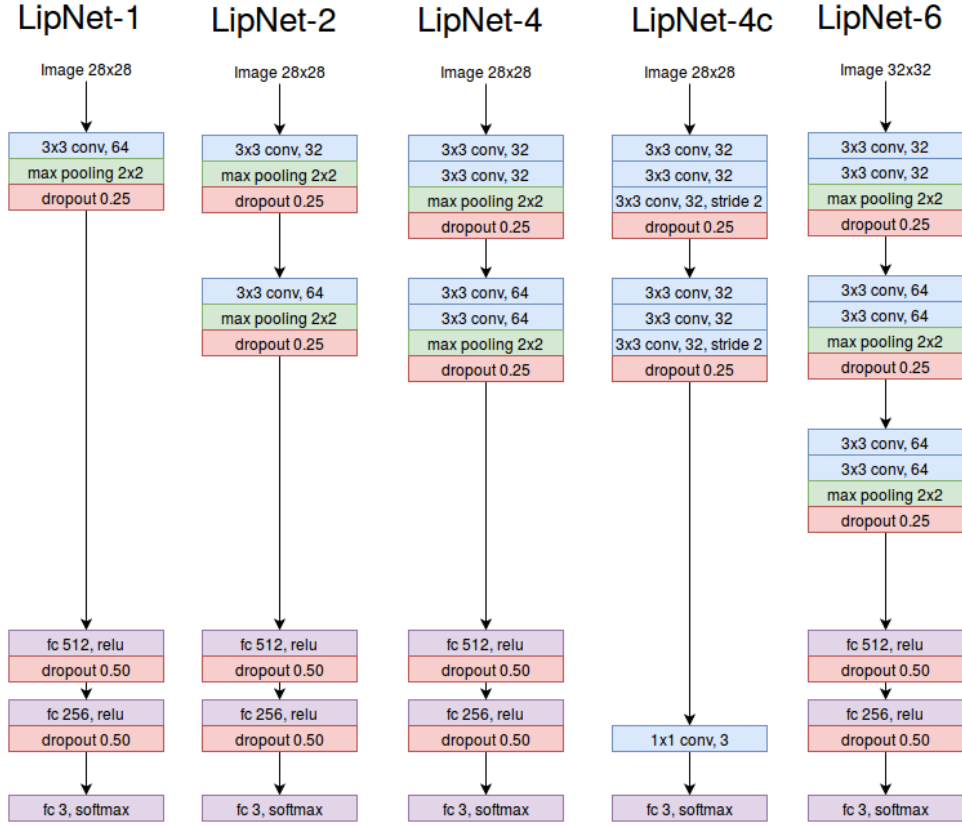 LipNet-1
Image 28x28
3x3 conv, 64
max pooling 2x2
dropout 0.25
fc 512, relu
dropout 0.50
fc 256, relu
dropout 0.50
fc 3, softmax
LipNet-2
Image 28x28
3x3 conv, 32
max pooling 2x2
dropout 0.25
3x3 conv, 64
max pooling 2x2
dropout 0.25
fc 512, relu
dropout 0.50
fc 256, relu
dropout 0.50
fc 3, softmax
LipNet-4
Image 28x28
3x3 conv, 32
3x3 conv, 32
max pooling 2x2
dropout 0.25
3x3 conv, 64
3x3 conv, 64
max pooling 2x2
dropout 0.25
fc 512, relu
dropout 0.50
fc 256, relu
dropout 0.50
fc 3, softmax
LipNet-4c
Image 28x28
3x3 conv, 32
3x3 conv, 32
3x3 conv, 32, stride 2
dropout 0.25
3x3 conv, 32
3x3 conv, 32
3x3 conv, 32, stride 2
dropout 0.25
1x1 conv, 3
fc 3, softmax
LipNet-6
Image 32x32
3x3 conv, 32
3x3 conv, 32
max pooling 2x2
dropout 0.25
3x3 conv, 64
3x3 conv, 64
max pooling 2x2
dropout 0.25
3x3 conv, 64
3x3 conv, 64
max pooling 2x2
dropout 0.25
fc 512, relu
dropout 0.50
fc 256, relu
dropout 0.50
fc 3, softmax